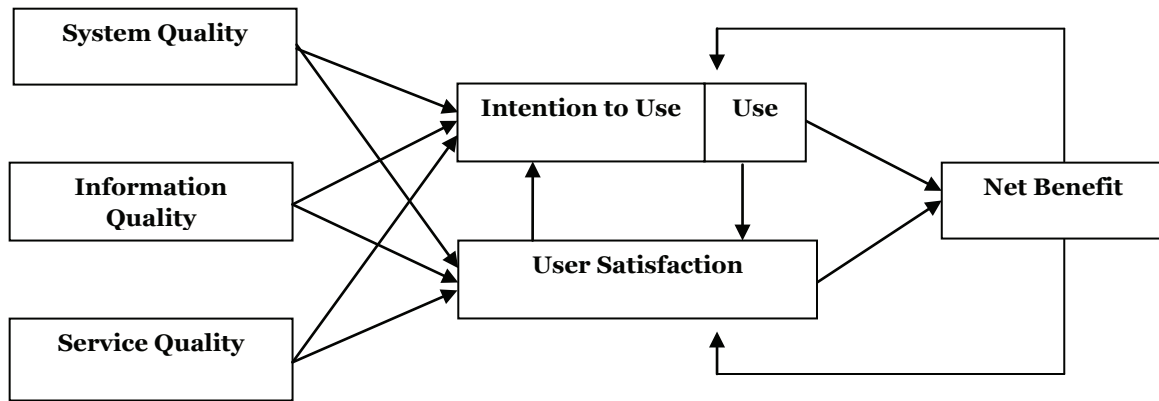 System Quality
Intention to Use
Use
Information
Quality
Net Benefit
User Satisfaction
Service Quality